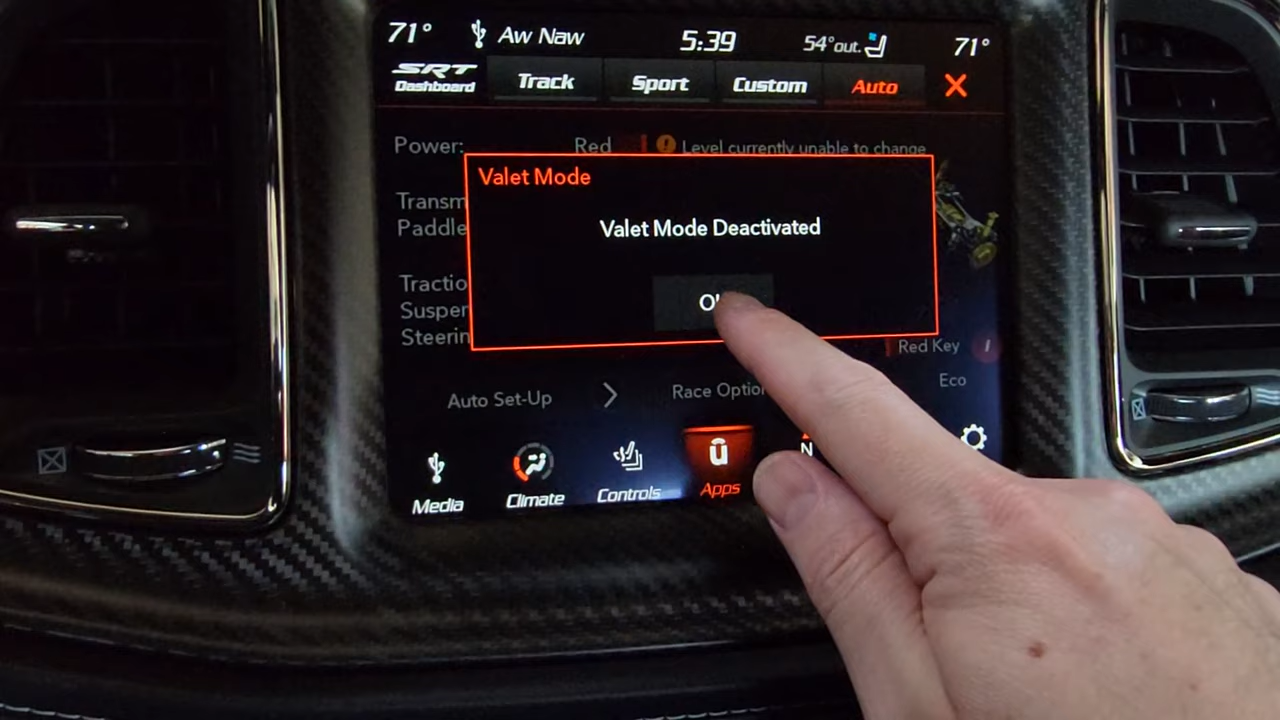 71° Aw Naw 5:39 54°out. 71°
SRT
Dashboard
Track Sport Custom Auto X
Power: Red Level currently unable to change
Valet Mode
Transm
Paddle
Valet Mode Deactivated
Tractio
Suspen
Steerin
Red Key
Auto Set-Up Race Option
Eco
N
Media Climate Controls Apps